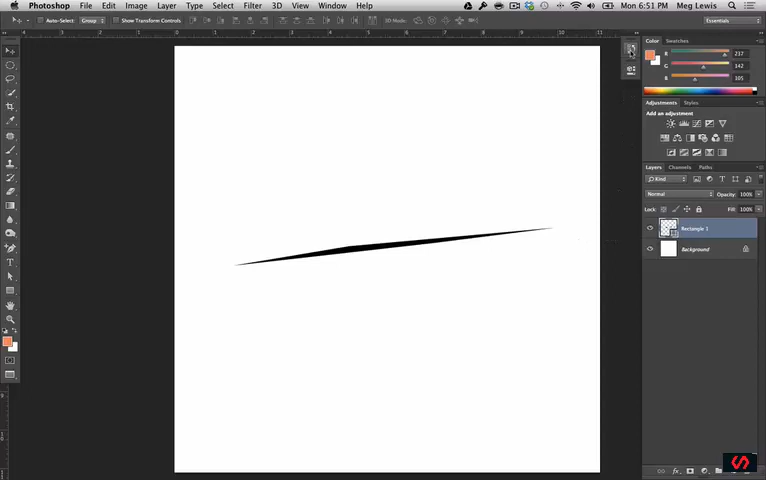 Photoshop File Edit Image Layer Type Select Filter 3D View Window Help
Mon 6:51 PM Meg Lewis
Auto-Select: Group Show Transform Controls 3D Mode: Essentials
Color Swatches
R 237
G 142
B 105
Adjustments Styles
Add an adjustment
Layers Channels Paths
Kind
Normal Opacity: 100%
Lock: Fill: 100%
Rectangle 1
Background